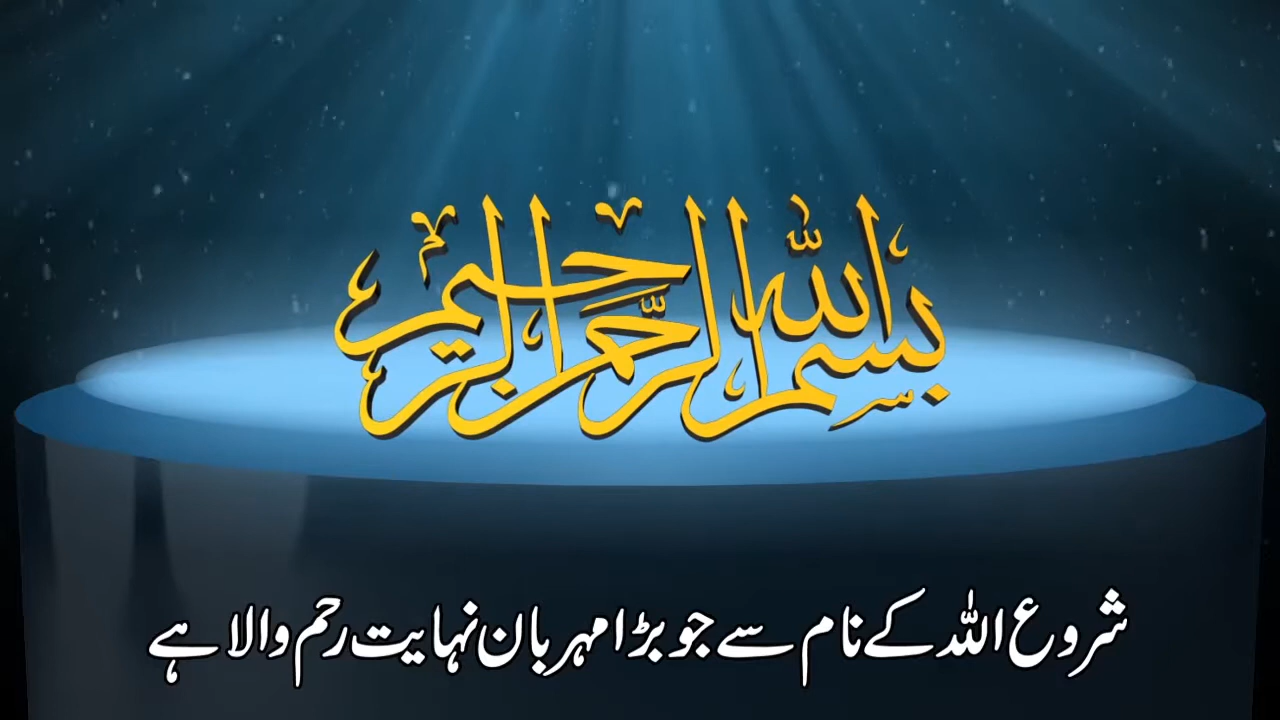 بسم الله الرحمن الرحيم
شروع اللہ کے نام سے جو بڑا مہربان نہایت رحم والا ہے